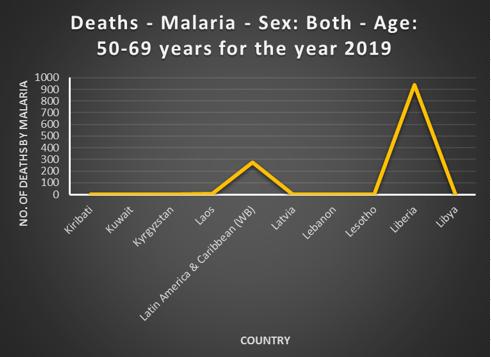 Deaths - Malaria - Sex: Both - Age:
50-69 years for the year 2019
NO. OF DEATHS BY MALARIA
1000
900
800
700
600
500
400
300
200
100
0
Kiribati
Kuwait
Kyrgyzstan
Laos
Latin America & Caribbean (WB)
Latvia
Lebanon
Lesotho
Liberia
Libya
COUNTRY